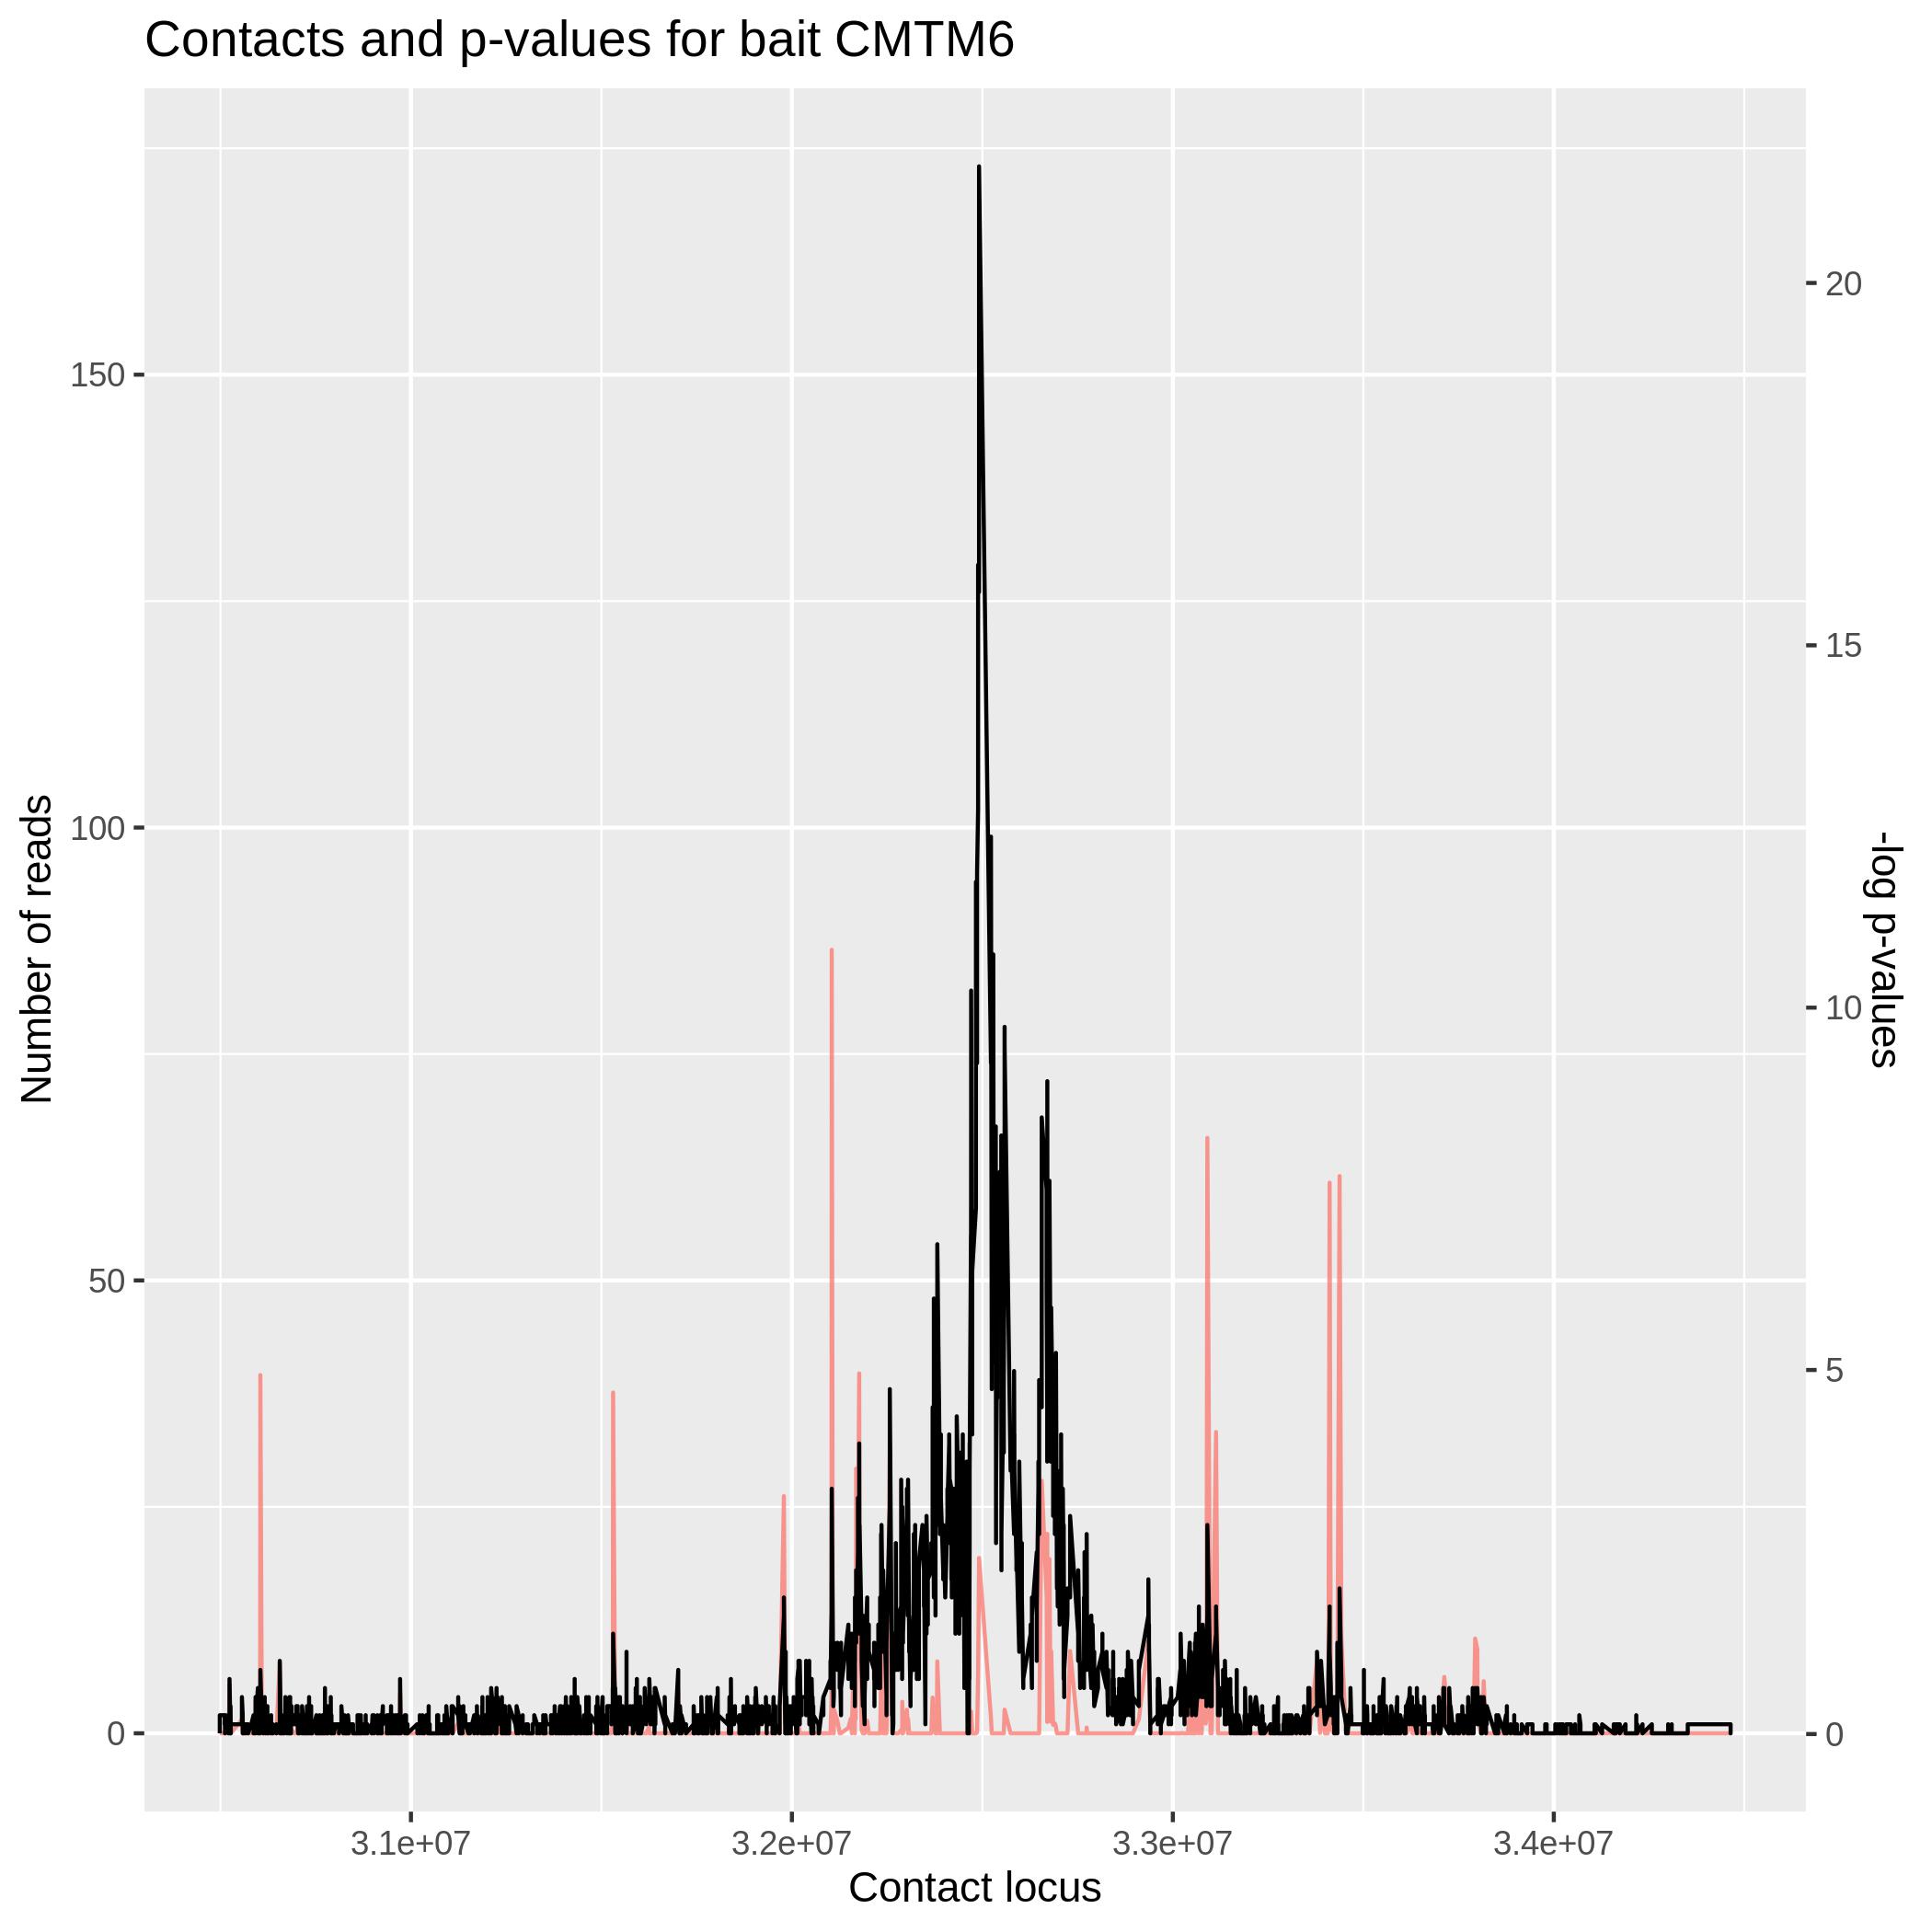 Contacts and p-values for bait CMTM6
Number of reads
150
100
50
0
20
15
10
5
0
-log p-values
3.1e+07 3.2e+07 3.3e+07 3.4e+07
Contact locus